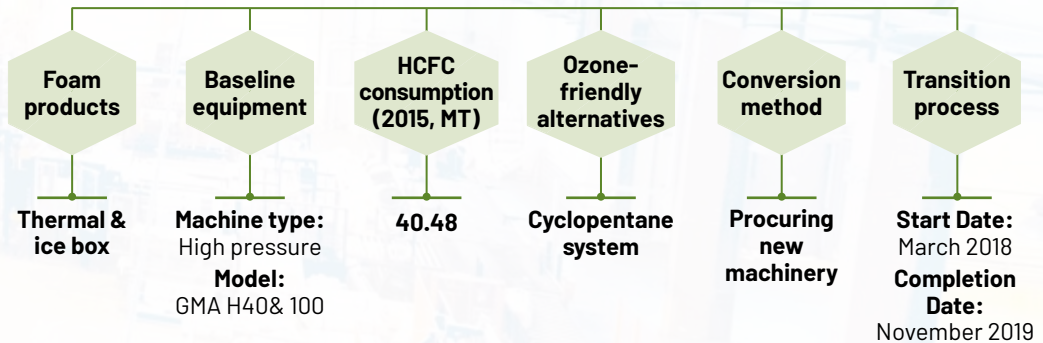 Foam
products
Baseline
equipment
HCFC
consumption
(2015, MT)
Ozone-
friendly
alternatives
Conversion
method
Transition
process
Thermal &
ice box
Machine type:
High pressure
Model:
GMA H40& 100
40.48
Cyclopentane
system
Procuring
new
machinery
Start Date:
March 2018
Completion
Date:
November 2019